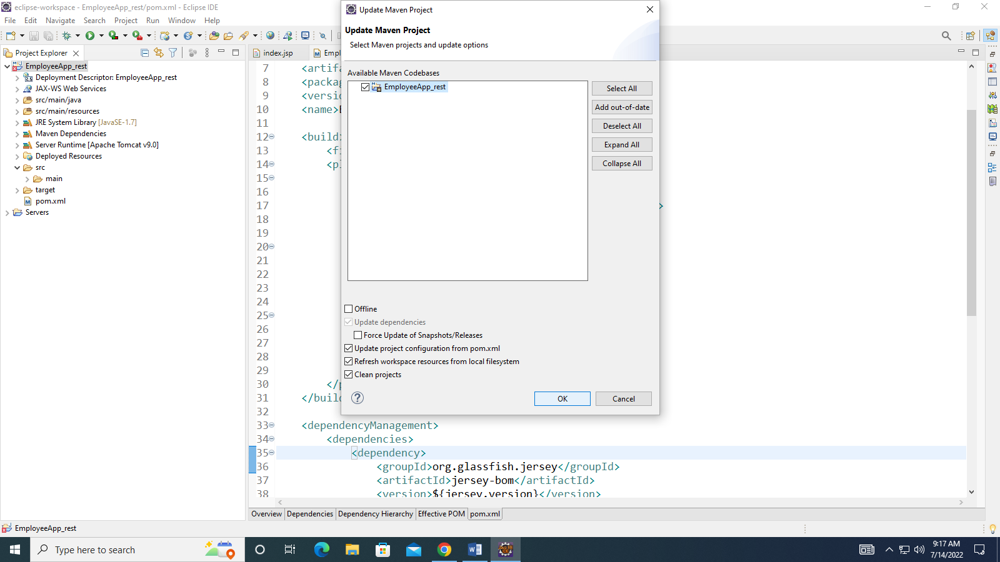 eclipse-workspace - EmployeeApp_rest/pom.xml - Eclipse IDE
File Edit Navigate Search Project Run Window Help
Project Explorer
EmployeeApp_rest
Deployment Descriptor: EmployeeApp_rest
JAX-WS Web Services
src/main/java
src/main/resources
JRE System Library [JavaSE-1.7]
Maven Dependencies
Server Runtime [Apache Tomcat v9.0]
Deployed Resources
src
main
target
pom.xml
Servers
index.jsp
Empl
7 <artifa
8 <packag
9 <versio
10 <name>E
11
12 <build>
13 <fi
14 <pl
15
16
17 >
18
19
20
21
22
23
24
25
26
27
28
29
30 </p
31 </build
32
33 <dependencyManagement>
34 <dependencies>
35 <dependency>
36 <groupId>org.glassfish.jersey</groupId>
37 <artifactId>jersey-bom</artifactId>
38 <version>${jersey.version}</version>
Overview Dependencies Dependency Hierarchy Effective POM pom.xml
Update Maven Project
Update Maven Project
Select Maven projects and update options
Available Maven Codebases
EmployeeApp_rest
Select All
Add out-of-date
Deselect All
Expand All
Collapse All
Offline
Update dependencies
Force Update of Snapshots/Releases
Update project configuration from pom.xml
Refresh workspace resources from local filesystem
Clean projects
OK Cancel
EmployeeApp_rest
Type here to search
9:17 AM
7/14/2022